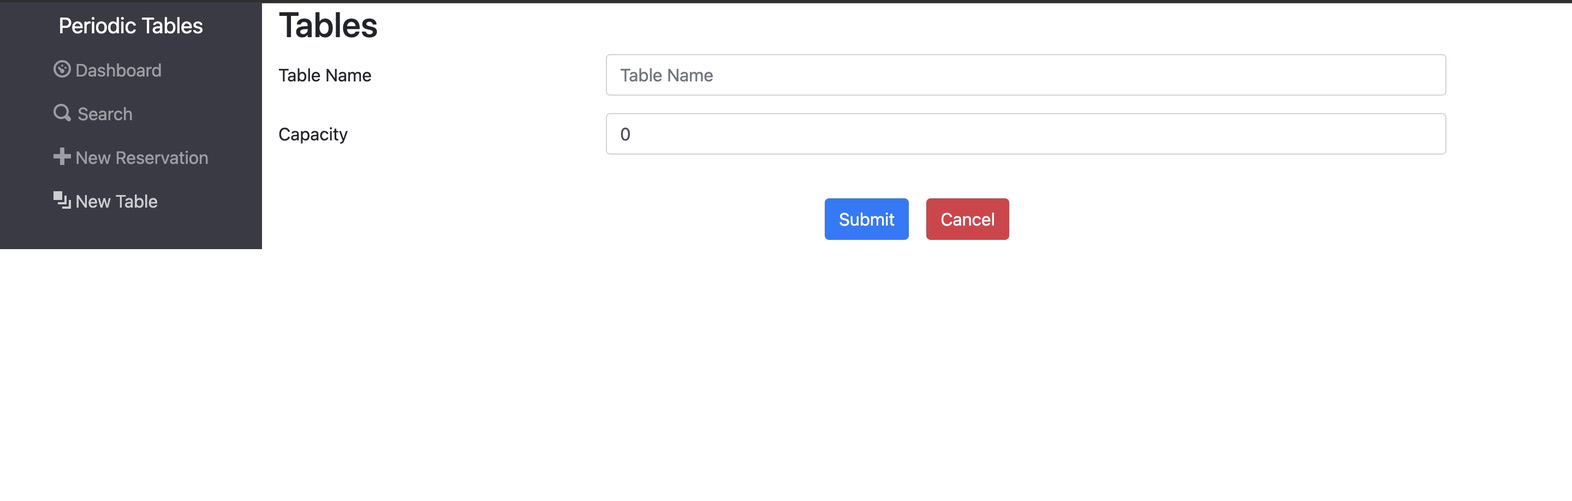 Periodic Tables
Dashboard
Search
New Reservation
New Table
Tables
Table Name
Table Name
Capacity
0
Submit
Cancel